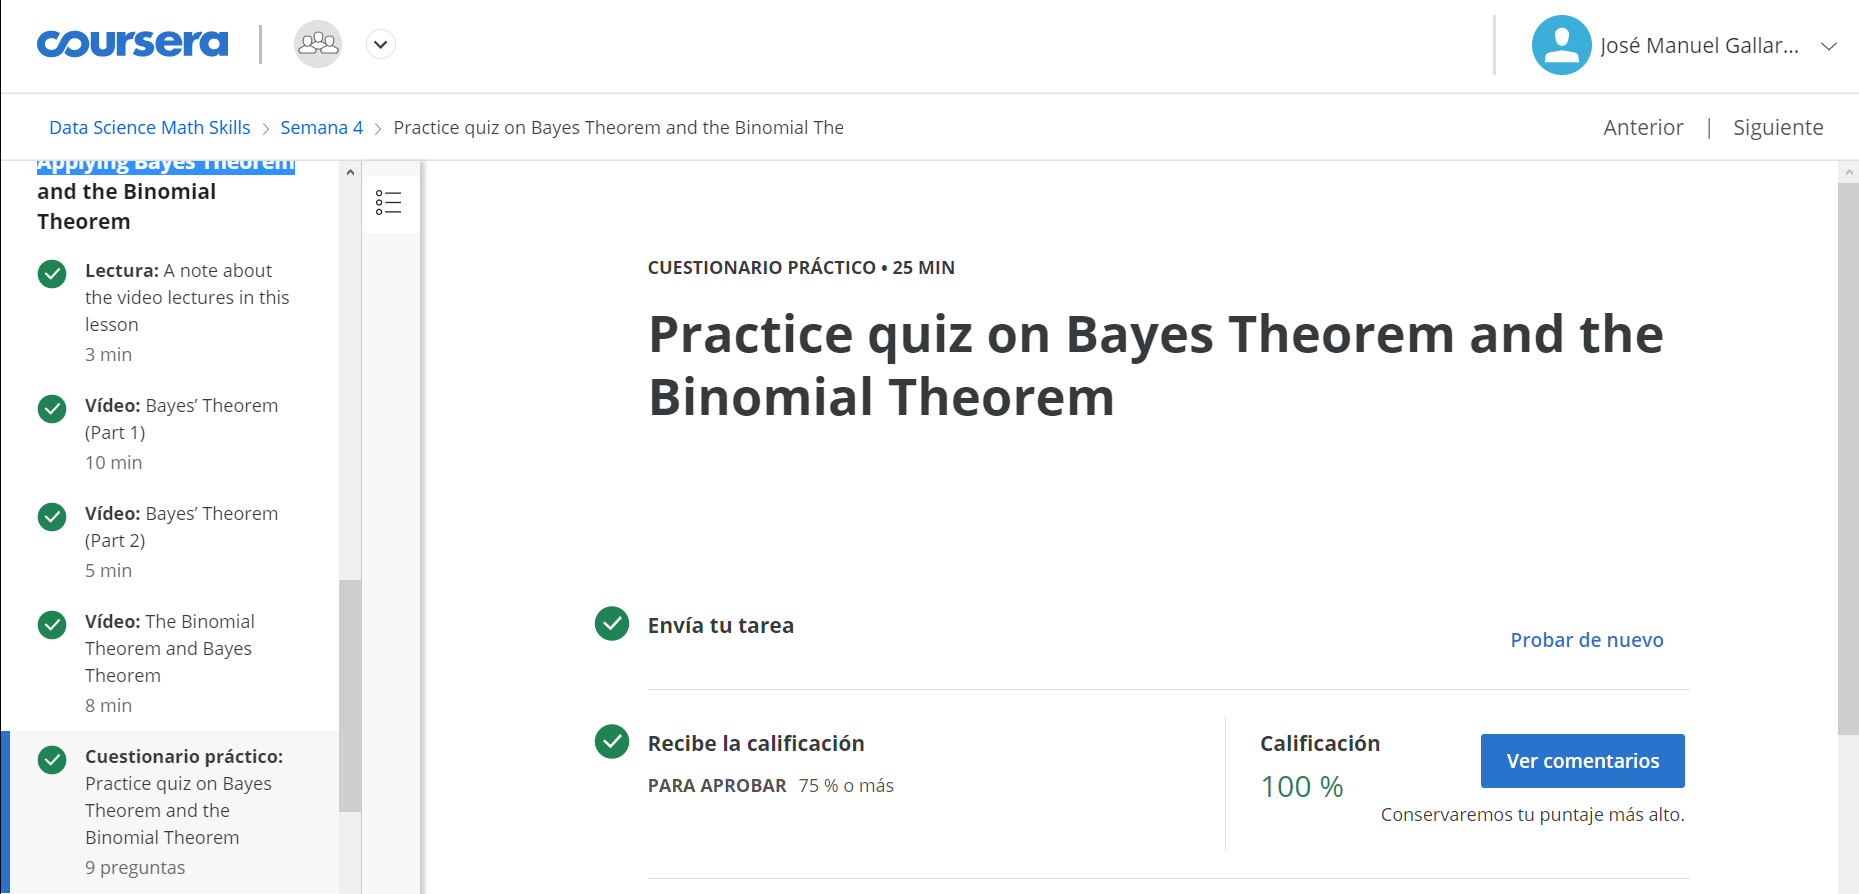 coursera
José Manuel Gallar...
Data Science Math Skills > Semana 4 > Practice quiz on Bayes Theorem and the Binomial The
Anterior | Siguiente
Applying Bayes Theorem
and the Binomial
Theorem
Lectura: A note about
the video lectures in this
lesson
3 min
Vídeo: Bayes’ Theorem
(Part 1)
10 min
Vídeo: Bayes’ Theorem
(Part 2)
5 min
Vídeo: The Binomial
Theorem and Bayes
Theorem
8 min
Cuestionario práctico:
Practice quiz on Bayes
Theorem and the
Binomial Theorem
9 preguntas
CUESTIONARIO PRÁCTICO • 25 MIN
Practice quiz on Bayes Theorem and the
Binomial Theorem
Envía tu tarea
Probar de nuevo
Recibe la calificación
PARA APROBAR 75 % o más
Calificación
100 %
Ver comentarios
Conservaremos tu puntaje más alto.